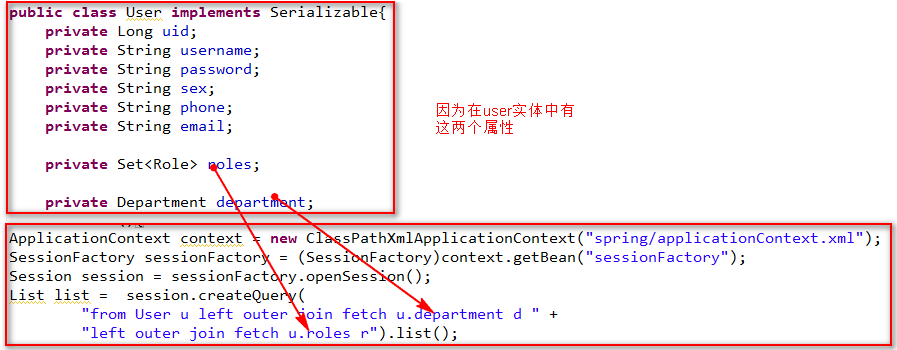 public class User implements Serializable{
private Long uid;
private String username;
private String password;
private String sex;
private String phone;
private String email;
因为在user实体中有
这两个属性
private Set<Role> roles;
private Department department;
ApplicationContext context = new ClassPathXmlApplicationContext("spring/applicationContext.xml");
SessionFactory sessionFactory = (SessionFactory)context.getBean("sessionFactory");
Session session = sessionFactory.openSession();
List list =  session.createQuery(
"from User u left outer join fetch u.department d " +
"left outer join fetch u.roles r").list();